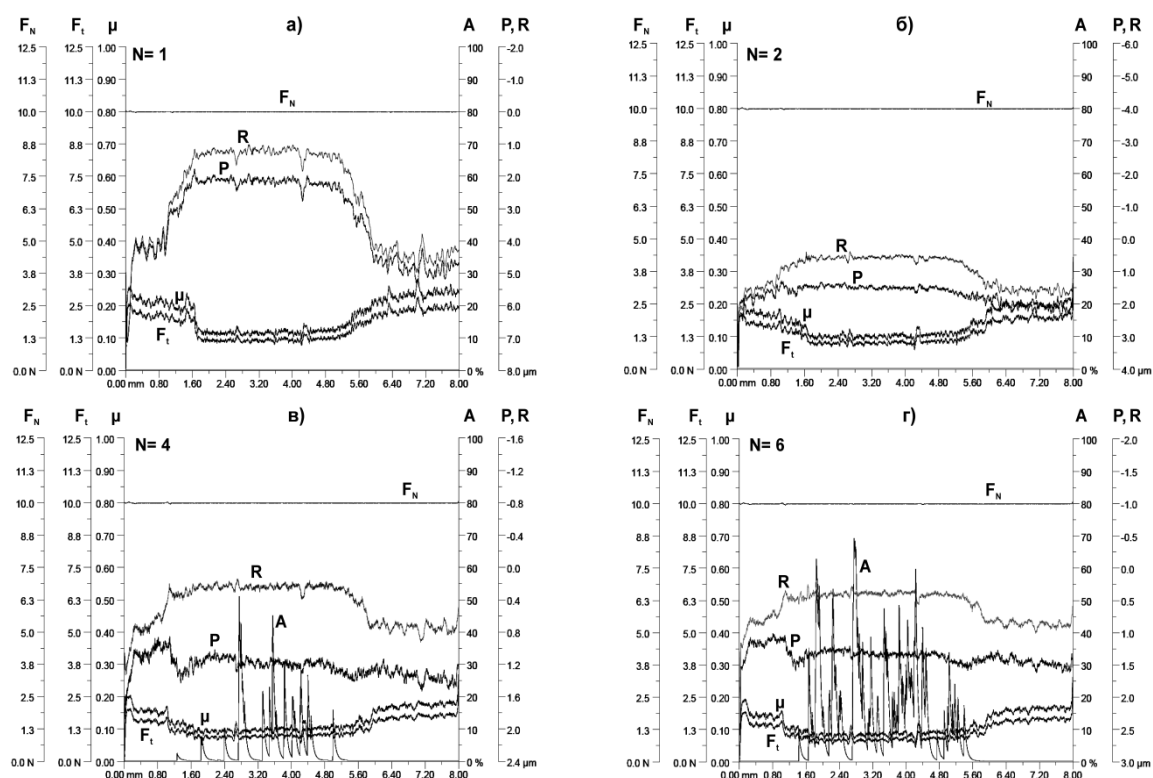 F_N F_t µ а) A P, R
12.5 12.5 1.00 N= 1 100 -2.0
11.3 11.3 0.90 90 -1.0
F_N
10.0 10.0 0.80 80 0.0
R
8.8 8.8 0.70 70 1.0
P
7.5 7.5 0.60 60 2.0
6.3 6.3 0.50 50 3.0
5.0 5.0 0.40 40 4.0
3.8 3.8 0.30 30 5.0
µ
2.5 2.5 0.20 20 6.0
F_t
1.3 1.3 0.10 10 7.0
0.0 N 0.0 N 0.00 0 % 8.0 µm
0.00 mm 0.80 1.60 2.40 3.20 4.00 4.80 5.60 6.40 7.20 8.00
F_N F_t µ б) A P, R
12.5 12.5 1.00 N= 2 100 -6.0
11.3 11.3 0.90 90 -5.0
F_N
10.0 10.0 0.80 80 -4.0
8.8 8.8 0.70 70 -3.0
7.5 7.5 0.60 60 -2.0
6.3 6.3 0.50 50 -1.0
5.0 5.0 0.40 R 40 0.0
3.8 3.8 0.30 P 30 1.0
2.5 2.5 0.20 µ 20 2.0
1.3 1.3 0.10 F_t 10 3.0
0.0 N 0.0 N 0.00 0 % 4.0 µm
0.00 mm 0.80 1.60 2.40 3.20 4.00 4.80 5.60 6.40 7.20 8.00
F_N F_t µ в) A P, R
12.5 12.5 1.00 N= 4 100 -1.6
11.3 11.3 0.90 90 -1.2
F_N
10.0 10.0 0.80 80 -0.8
8.8 8.8 0.70 70 -0.4
7.5 7.5 0.60 R 60 0.0
6.3 6.3 0.50 50 0.4
A
5.0 5.0 0.40 P 40 0.8
3.8 3.8 0.30 30 1.2
2.5 2.5 0.20 20 1.6
µ
1.3 1.3 0.10 F_t 10 2.0
0.0 N 0.0 N 0.00 0 % 2.4 µm
0.00 mm 0.80 1.60 2.40 3.20 4.00 4.80 5.60 6.40 7.20 8.00
F_N F_t µ г) A P, R
12.5 12.5 1.00 N= 6 100 -2.0
11.3 11.3 0.90 90 -1.5
F_N
10.0 10.0 0.80 80 -1.0
8.8 8.8 0.70 70 -0.5
7.5 7.5 0.60 A 60 0.0
R
6.3 6.3 0.50 50 0.5
5.0 5.0 0.40 P 40 1.0
3.8 3.8 0.30 30 1.5
2.5 2.5 0.20 µ 20 2.0
1.3 1.3 0.10 F_t 10 2.5
0.0 N 0.0 N 0.00 0 % 3.0 µm
0.00 mm 0.80 1.60 2.40 3.20 4.00 4.80 5.60 6.40 7.20 8.00